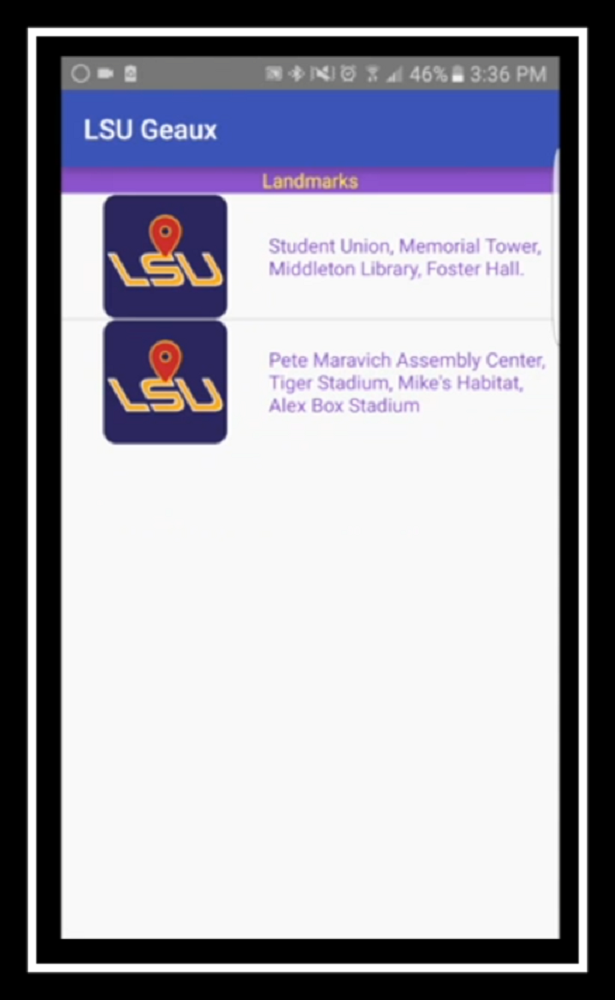 46% 3:36 PM
LSU Geaux
Landmarks
LSU
Student Union, Memorial Tower,
Middleton Library, Foster Hall.
LSU
Pete Maravich Assembly Center,
Tiger Stadium, Mike's Habitat,
Alex Box Stadium